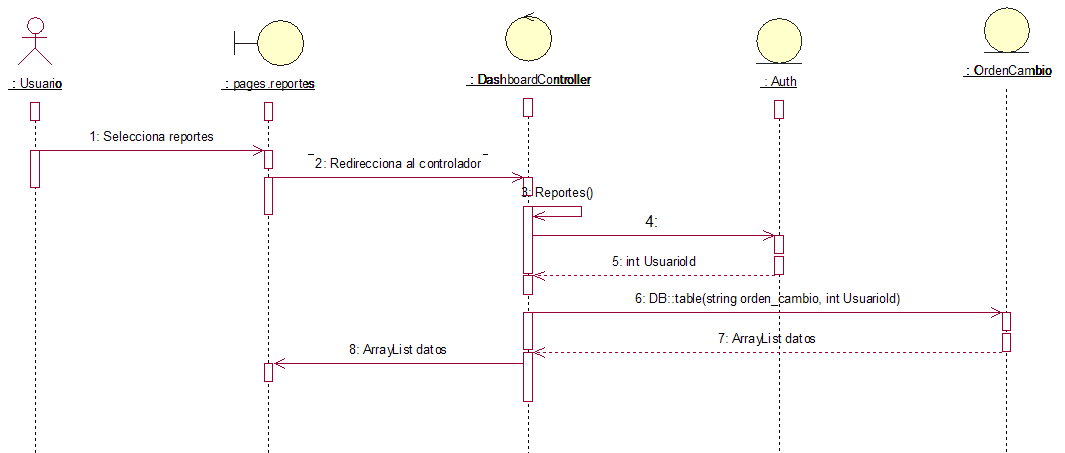 : Usuario
: pages.reportes
: DashboardController
: Auth
: OrdenCambio
1: Selecciona reportes
2: Redirecciona al controlador
3: Reportes()
4:
5: int UsuarioId
6: DB::table(string orden_cambio, int UsuarioId)
7: ArrayList datos
8: ArrayList datos